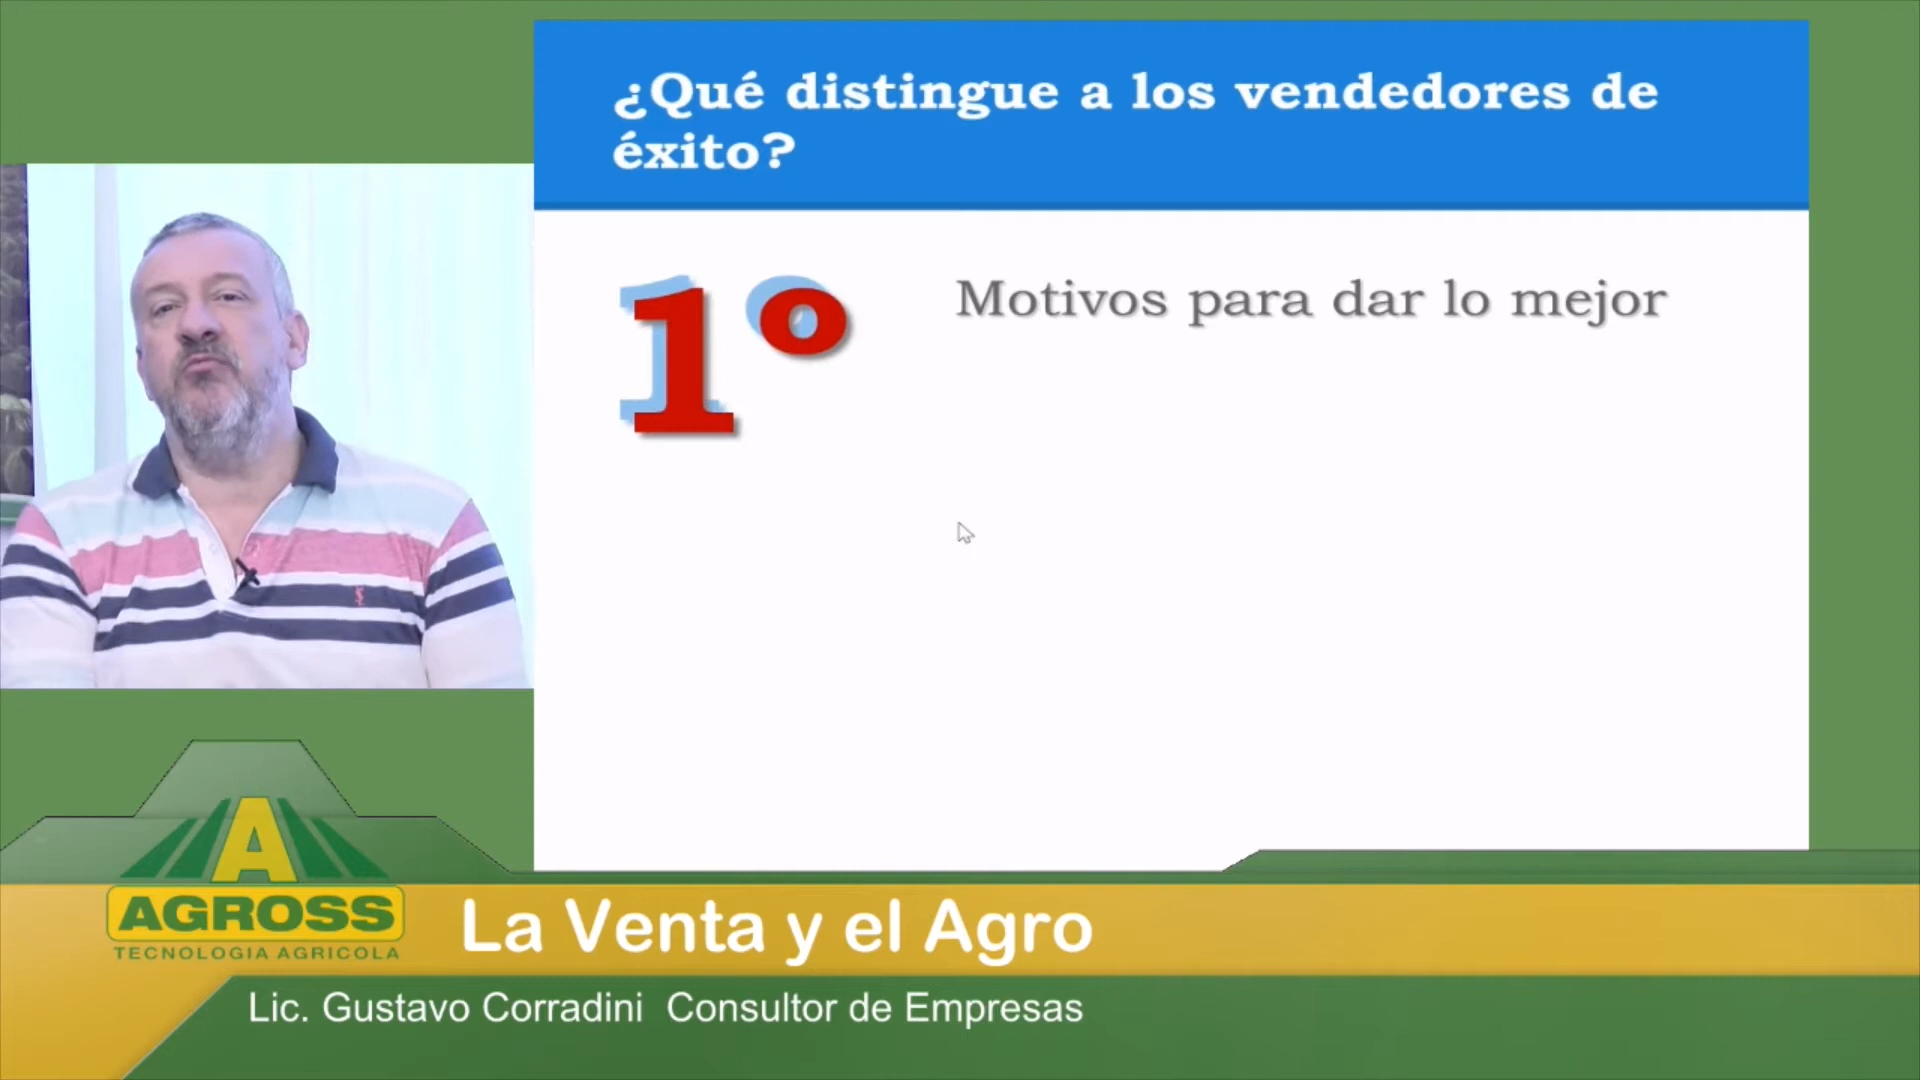 ¿Qué distingue a los vendedores de
éxito?
1º
Motivos para dar lo mejor
A
AGROSS
TECNOLOGIA AGRICOLA
La Venta y el Agro
Lic. Gustavo Corradini Consultor de Empresas